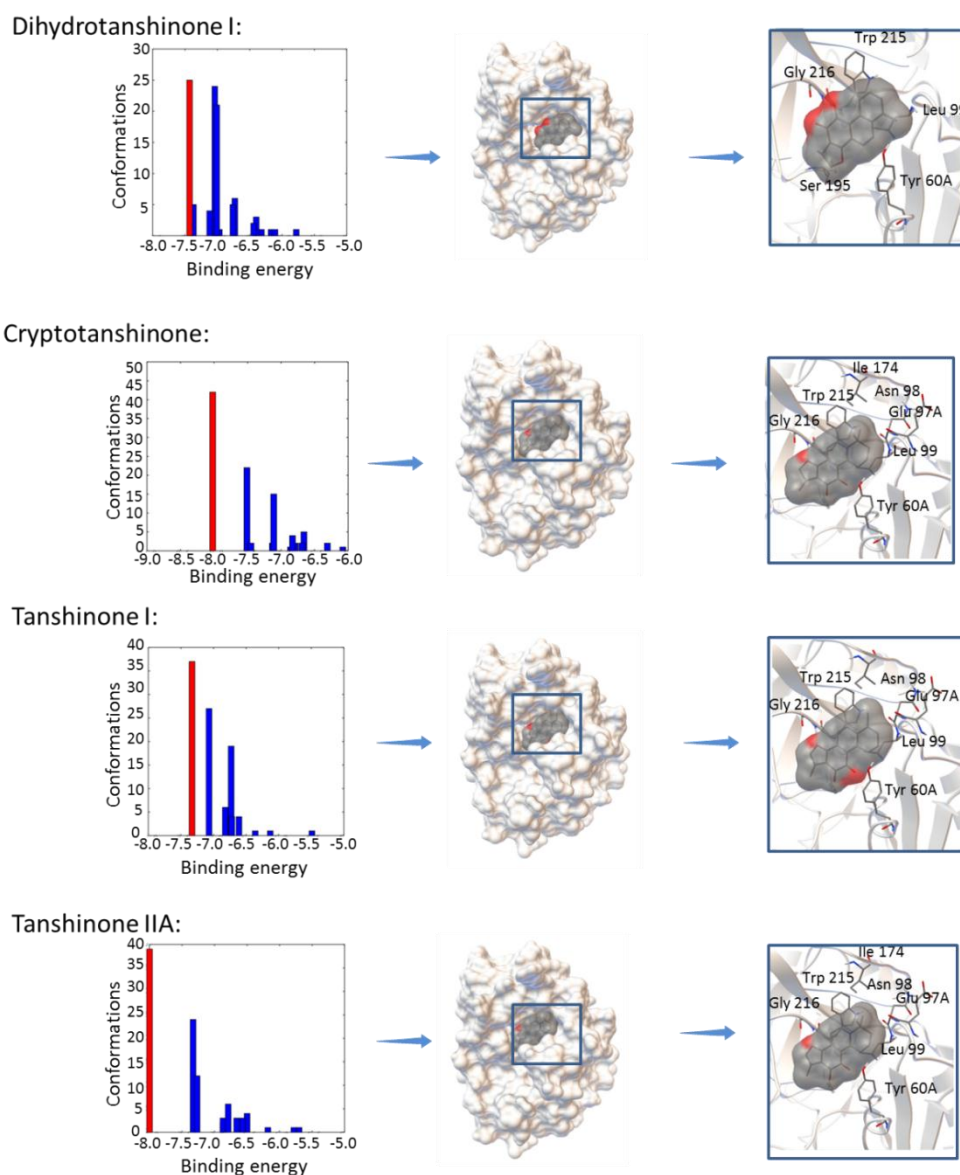 Dihydrotanshinone I:
Conformations
30
25
20
15
10
5
-8.0 -7.5 -7.0 -6.5 -6.0 -5.5 -5.0
Binding energy
Trp 215
Gly 216
Leu 99
Ser 195
Tyr 60A
Cryptotanshinone:
Conformations
50
45
40
35
30
25
20
15
10
5
0
-9.0 -8.5 -8.0 -7.5 -7.0 -6.5 -6.0
Binding energy
Ile 174
Asn 98
Trp 215
Glu 97A
Gly 216
Leu 99
Tyr 60A
Tanshinone I:
Conformations
40
35
30
25
20
15
10
5
0
-8.0 -7.5 -7.0 -6.5 -6.0 -5.5 -5.0
Binding energy
Trp 215
Asn 98
Glu 97A
Gly 216
Leu 99
Tyr 60A
Tanshinone IIA:
Conformations
40
35
30
25
20
15
10
5
0
-8.0 -7.5 -7.0 -6.5 -6.0 -5.5 -5.0
Binding energy
Ile 174
Trp 215
Asn 98
Glu 97A
Gly 216
Leu 99
Tyr 60A